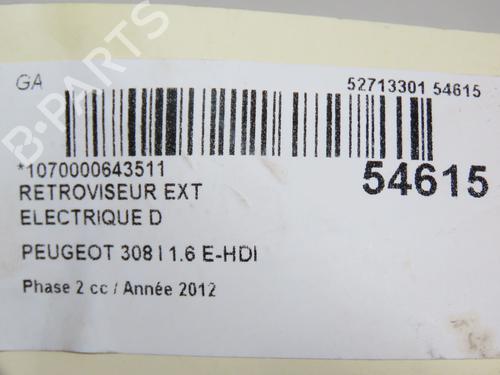 GA
52713301 54615
*1070000643511
54615
RETROVISEUR EXT
ELECTRIQUE D
PEUGEOT 308 I 1.6 E-HDI
Phase 2 cc / Année 2012
B-PARTS